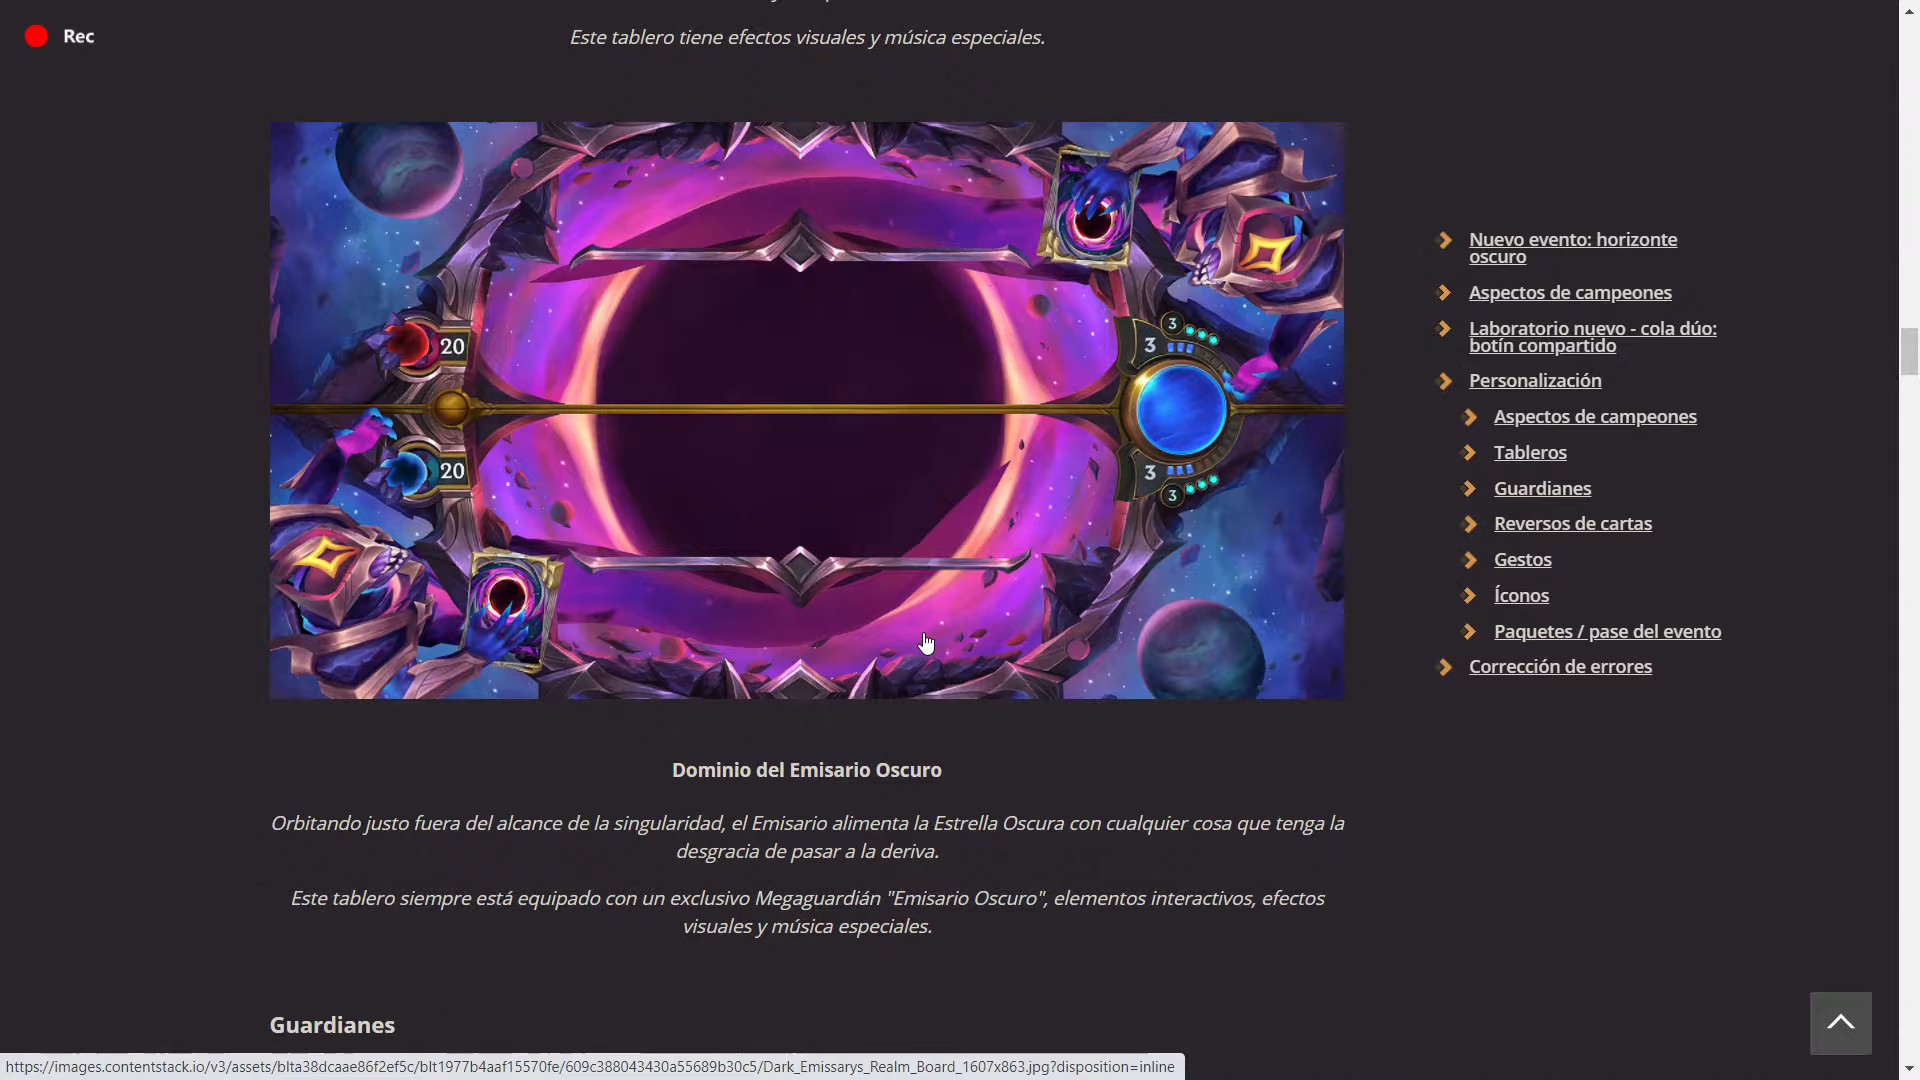 Rec
Este tablero tiene efectos visuales y música especiales.
20
20
3
3
3
3
Dominio del Emisario Oscuro
Orbitando justo fuera del alcance de la singularidad, el Emisario alimenta la Estrella Oscura con cualquier cosa que tenga la
desgracia de pasar a la deriva.
Este tablero siempre está equipado con un exclusivo Megaguardián "Emisario Oscuro", elementos interactivos, efectos
visuales y música especiales.
Guardianes
Nuevo evento: horizonte
oscuro
Aspectos de campeones
Laboratorio nuevo - cola dúo:
botín compartido
Personalización
Aspectos de campeones
Tableros
Guardianes
Reversos de cartas
Gestos
Íconos
Paquetes / pase del evento
Corrección de errores
https://images.contentstack.io/v3/assets/blta38dcaae86f2ef5c/blt1977b4aaf15570fe/609c388043430a55689b30c5/Dark_Emissarys_Realm_Board_1607x863.jpg?disposition=inline